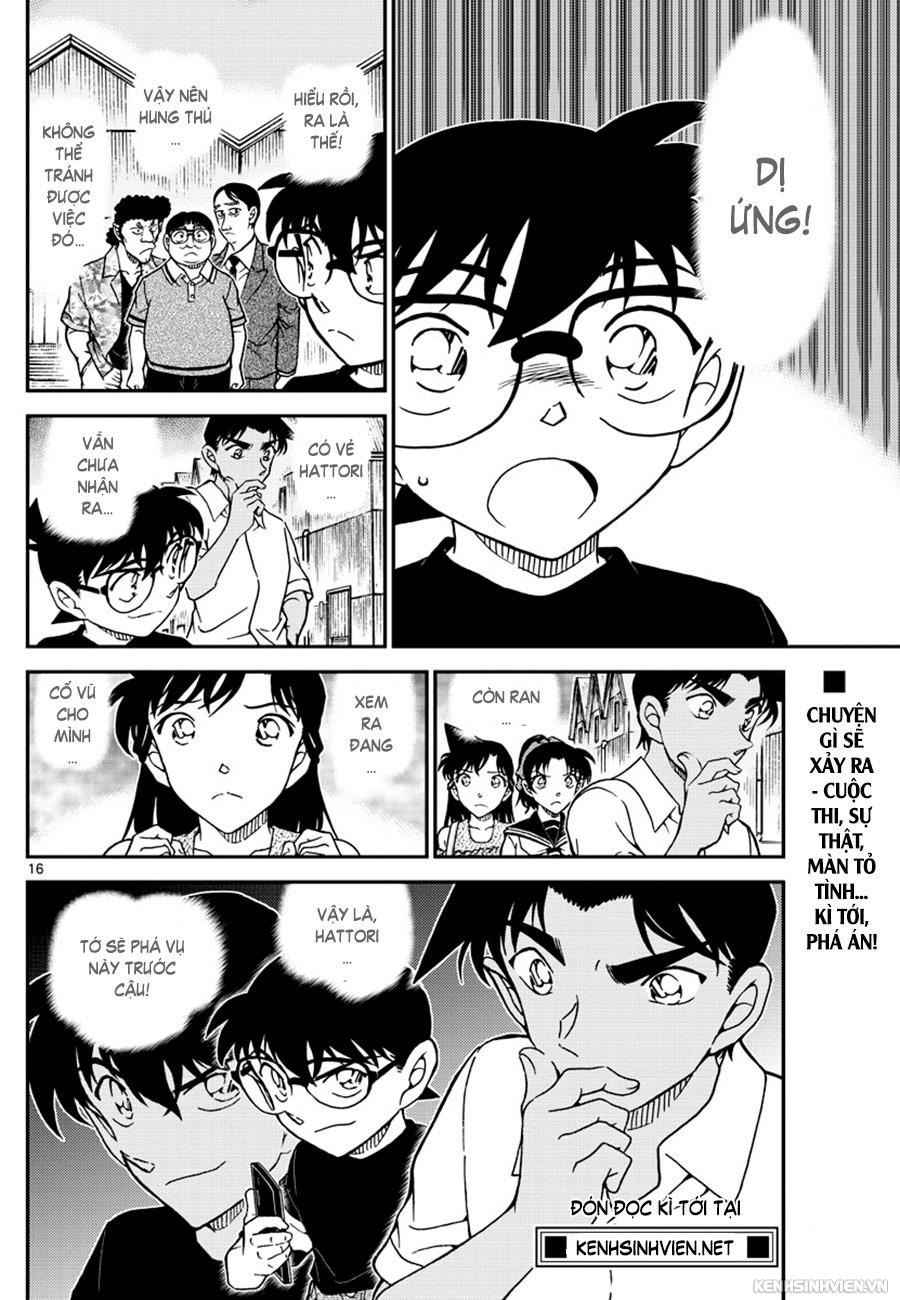 DỊ
ỨNG!
HIỂU RỒI,
RA LÀ
THẾ!
VẬY NÊN
HUNG THỦ
...
KHÔNG
THỂ
TRÁNH
ĐƯỢC
VIỆC
ĐÓ...
CÓ VẺ
HATTORI
...
VẪN
CHƯA
NHẬN
RA...
CÒN RAN
...
XEM
RA
ĐANG
...
CỔ VŨ
CHO
MÌNH
...
CHUYỆN
GÌ SẼ
XẢY RA
- CUỘC
THI, SỰ
THẬT,
MÀN TỎ
TÌNH...
KÌ TỚI,
PHÁ ÁN!
16
VẬY LÀ,
HATTORI
...
TỚ SẼ PHÁ VỤ
NÀY TRƯỚC
CẬU!
ĐÓN ĐỌC KÌ TỚI TẠI
KENHSINHVIEN.NET
KENHSINHVIEN.VN